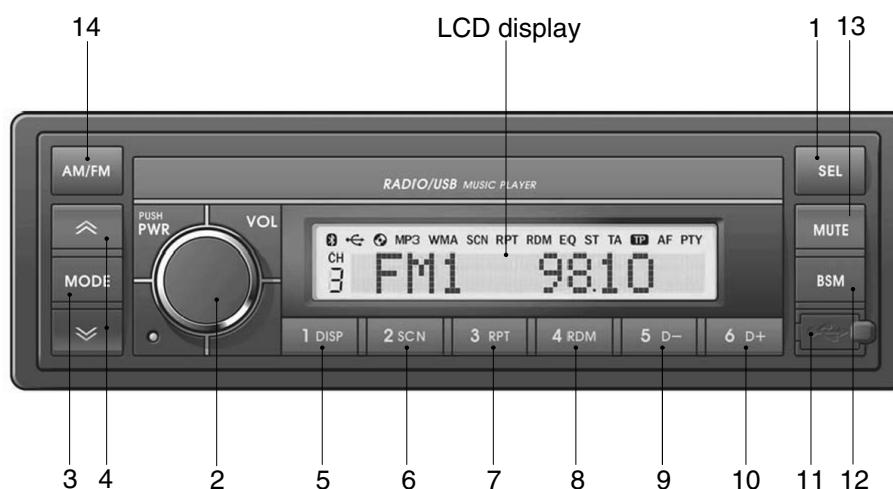 14 LCD display 1 13
AM/FM SEL
RADIO/USB MUSIC PLAYER
PUSH
PWR VOL
MUTE
MP3 WMA SCN RPT RDM EQ ST TA TP AF PTY
CH
3 FM1 98.10
MODE BSM
1 DISP 2 SCN 3 RPT 4 RDM 5 D− 6 D+
3 4 2 5 6 7 8 9 10 11 12